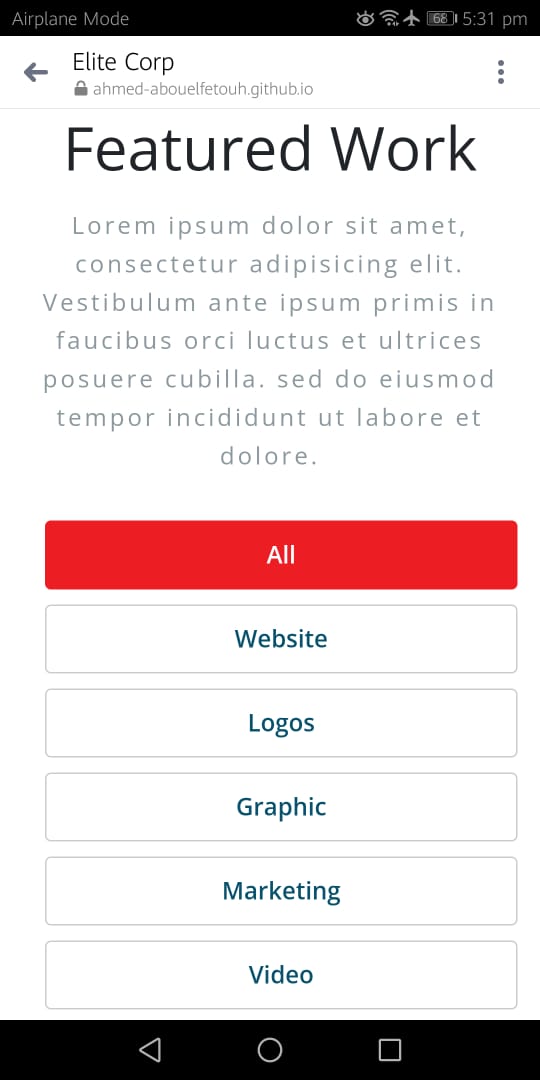 Airplane Mode 68 5:31 pm
Elite Corp
ahmed-abouelfetouh.github.io
Featured Work
Lorem ipsum dolor sit amet,
consectetur adipisicing elit.
Vestibulum ante ipsum primis in
faucibus orci luctus et ultrices
posuere cubilla. sed do eiusmod
tempor incididunt ut labore et
dolore.
All
Website
Logos
Graphic
Marketing
Video